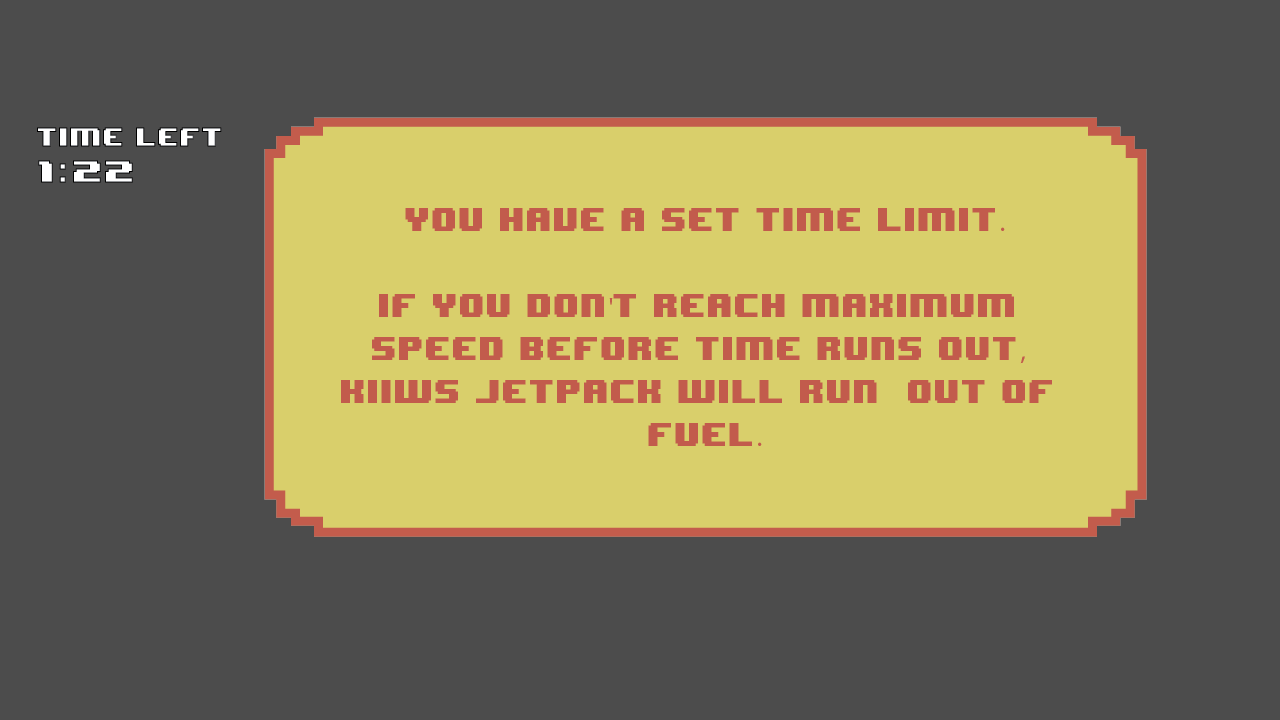 TIME LEFT
1:22
YOU HAVE A SET TIME LIMIT.
IF YOU DON'T REACH MAXIMUM
SPEED BEFORE TIME RUNS OUT,
KIIWS JETPACK WILL RUN  OUT OF
FUEL.